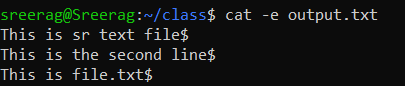 sreerag@Sreerag:~/class$ cat -e output.txt
This is sr text file$
This is the second line$
This is file.txt$